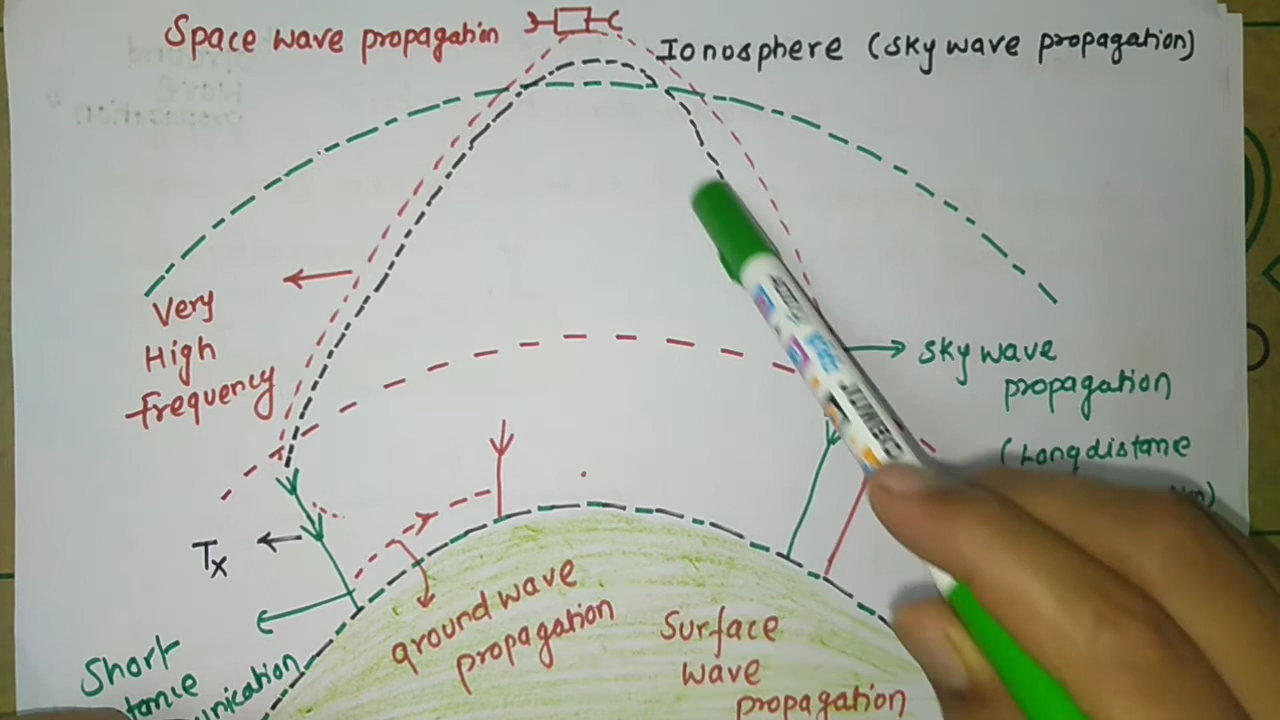 Space wave propagation
Ionosphere (sky wave propagation)
Very
High
frequency
sky wave
propagation
(Long distance
Tx
ground wave
propagation
Surface
wave
propagation
Short